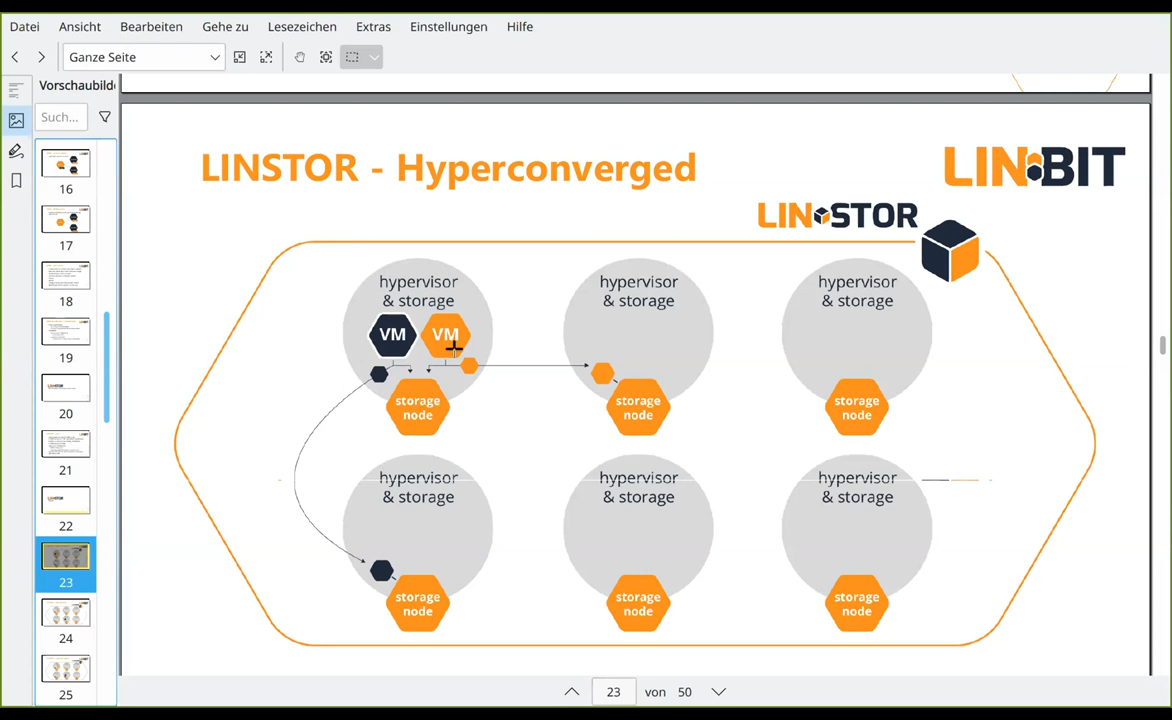 Datei Ansicht Bearbeiten Gehe zu Lesezeichen Extras Einstellungen Hilfe
Ganze Seite
Vorschaubild
Such...
16
17
18
19
20
21
22
23
24
25
LINSTOR - Hyperconverged
LINBIT
LINSTOR
hypervisor
& storage
VM
VM
storage
node
hypervisor
& storage
storage
node
hypervisor
& storage
storage
node
hypervisor
& storage
storage
node
hypervisor
& storage
storage
node
hypervisor
& storage
storage
node
23 von 50